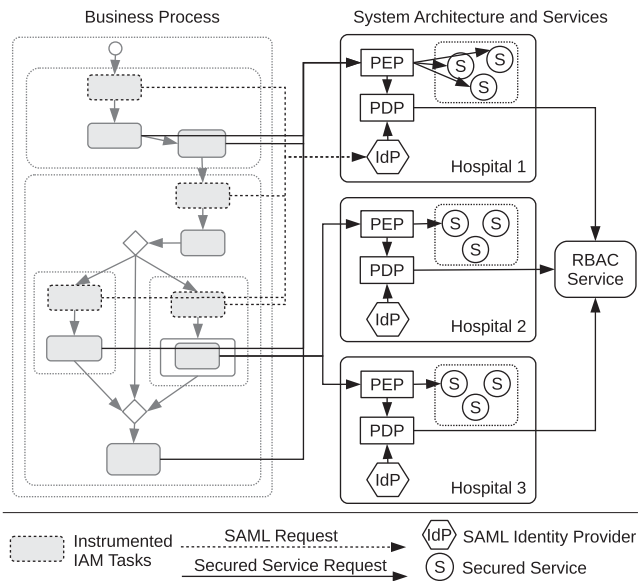 Business Process
System Architecture and Services
PEP
S
S
S
PDP
IdP
Hospital 1
PEP
S
S
S
PDP
IdP
Hospital 2
RBAC
Service
PEP
S
S
S
PDP
IdP
Hospital 3
Instrumented
IAM Tasks
SAML Request
Secured Service Request
IdP
SAML Identity Provider
S
Secured Service